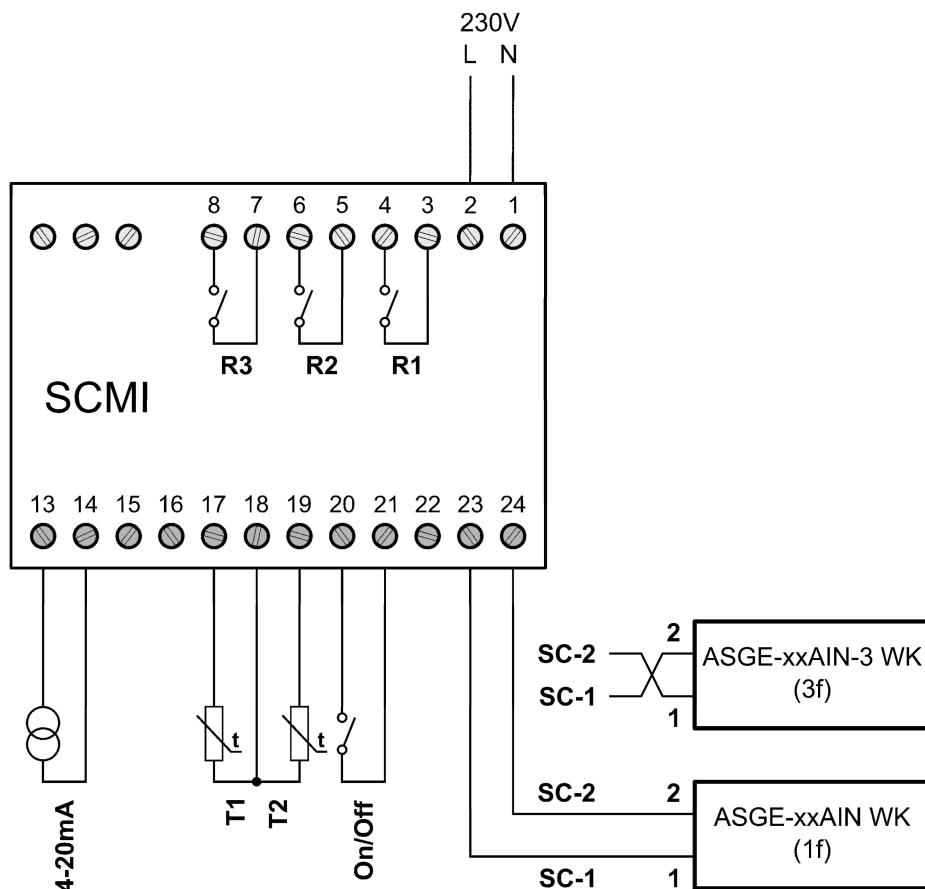 230V
L N
8 7 6 5 4 3 2 1
R3 R2 R1
SCMI
13 14 15 16 17 18 19 20 21 22 23 24
4-20mA
t
t
T1
T2
On/Off
SC-2 2
ASGE-xxAIN-3 WK
(3f)
SC-1
1
SC-2 2
ASGE-xxAIN WK
(1f)
SC-1 1